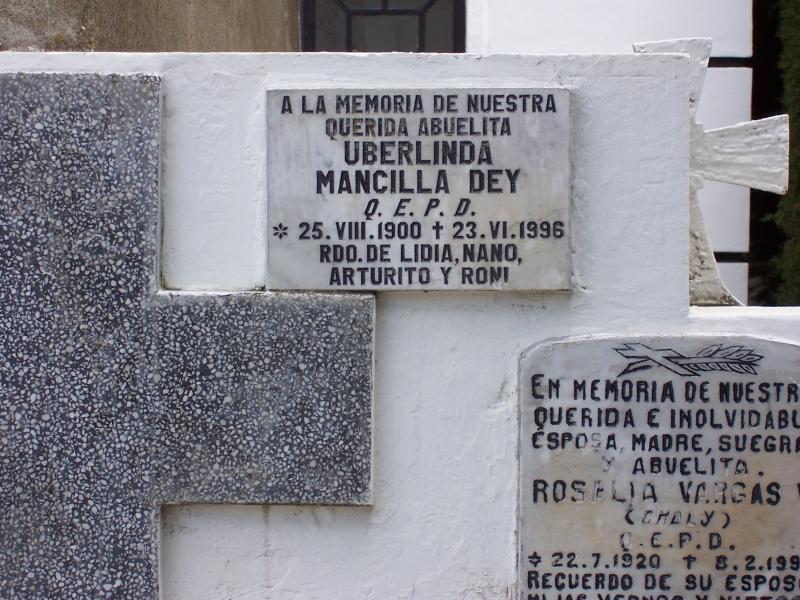 A LA MEMORIA DE NUESTRA
QUERIDA ABUELITA
UBERLINDA
MANCILLA DEY
Q. E. P. D.
✲ 25.VIII.1900 ✝ 23.VI.1996
RDO. DE LIDIA, NANO,
ARTURITO Y ROMI
EN MEMORIA DE NUESTR
QUERIDA E INOLVIDABL
ESPOSA, MADRE, SUEGRA
Y ABUELITA.
ROSALIA VARGAS
Q.E.P.D.
✲ 22.7.1920 ✝ 8.2.199
RECUERDO DE SU ESPOS